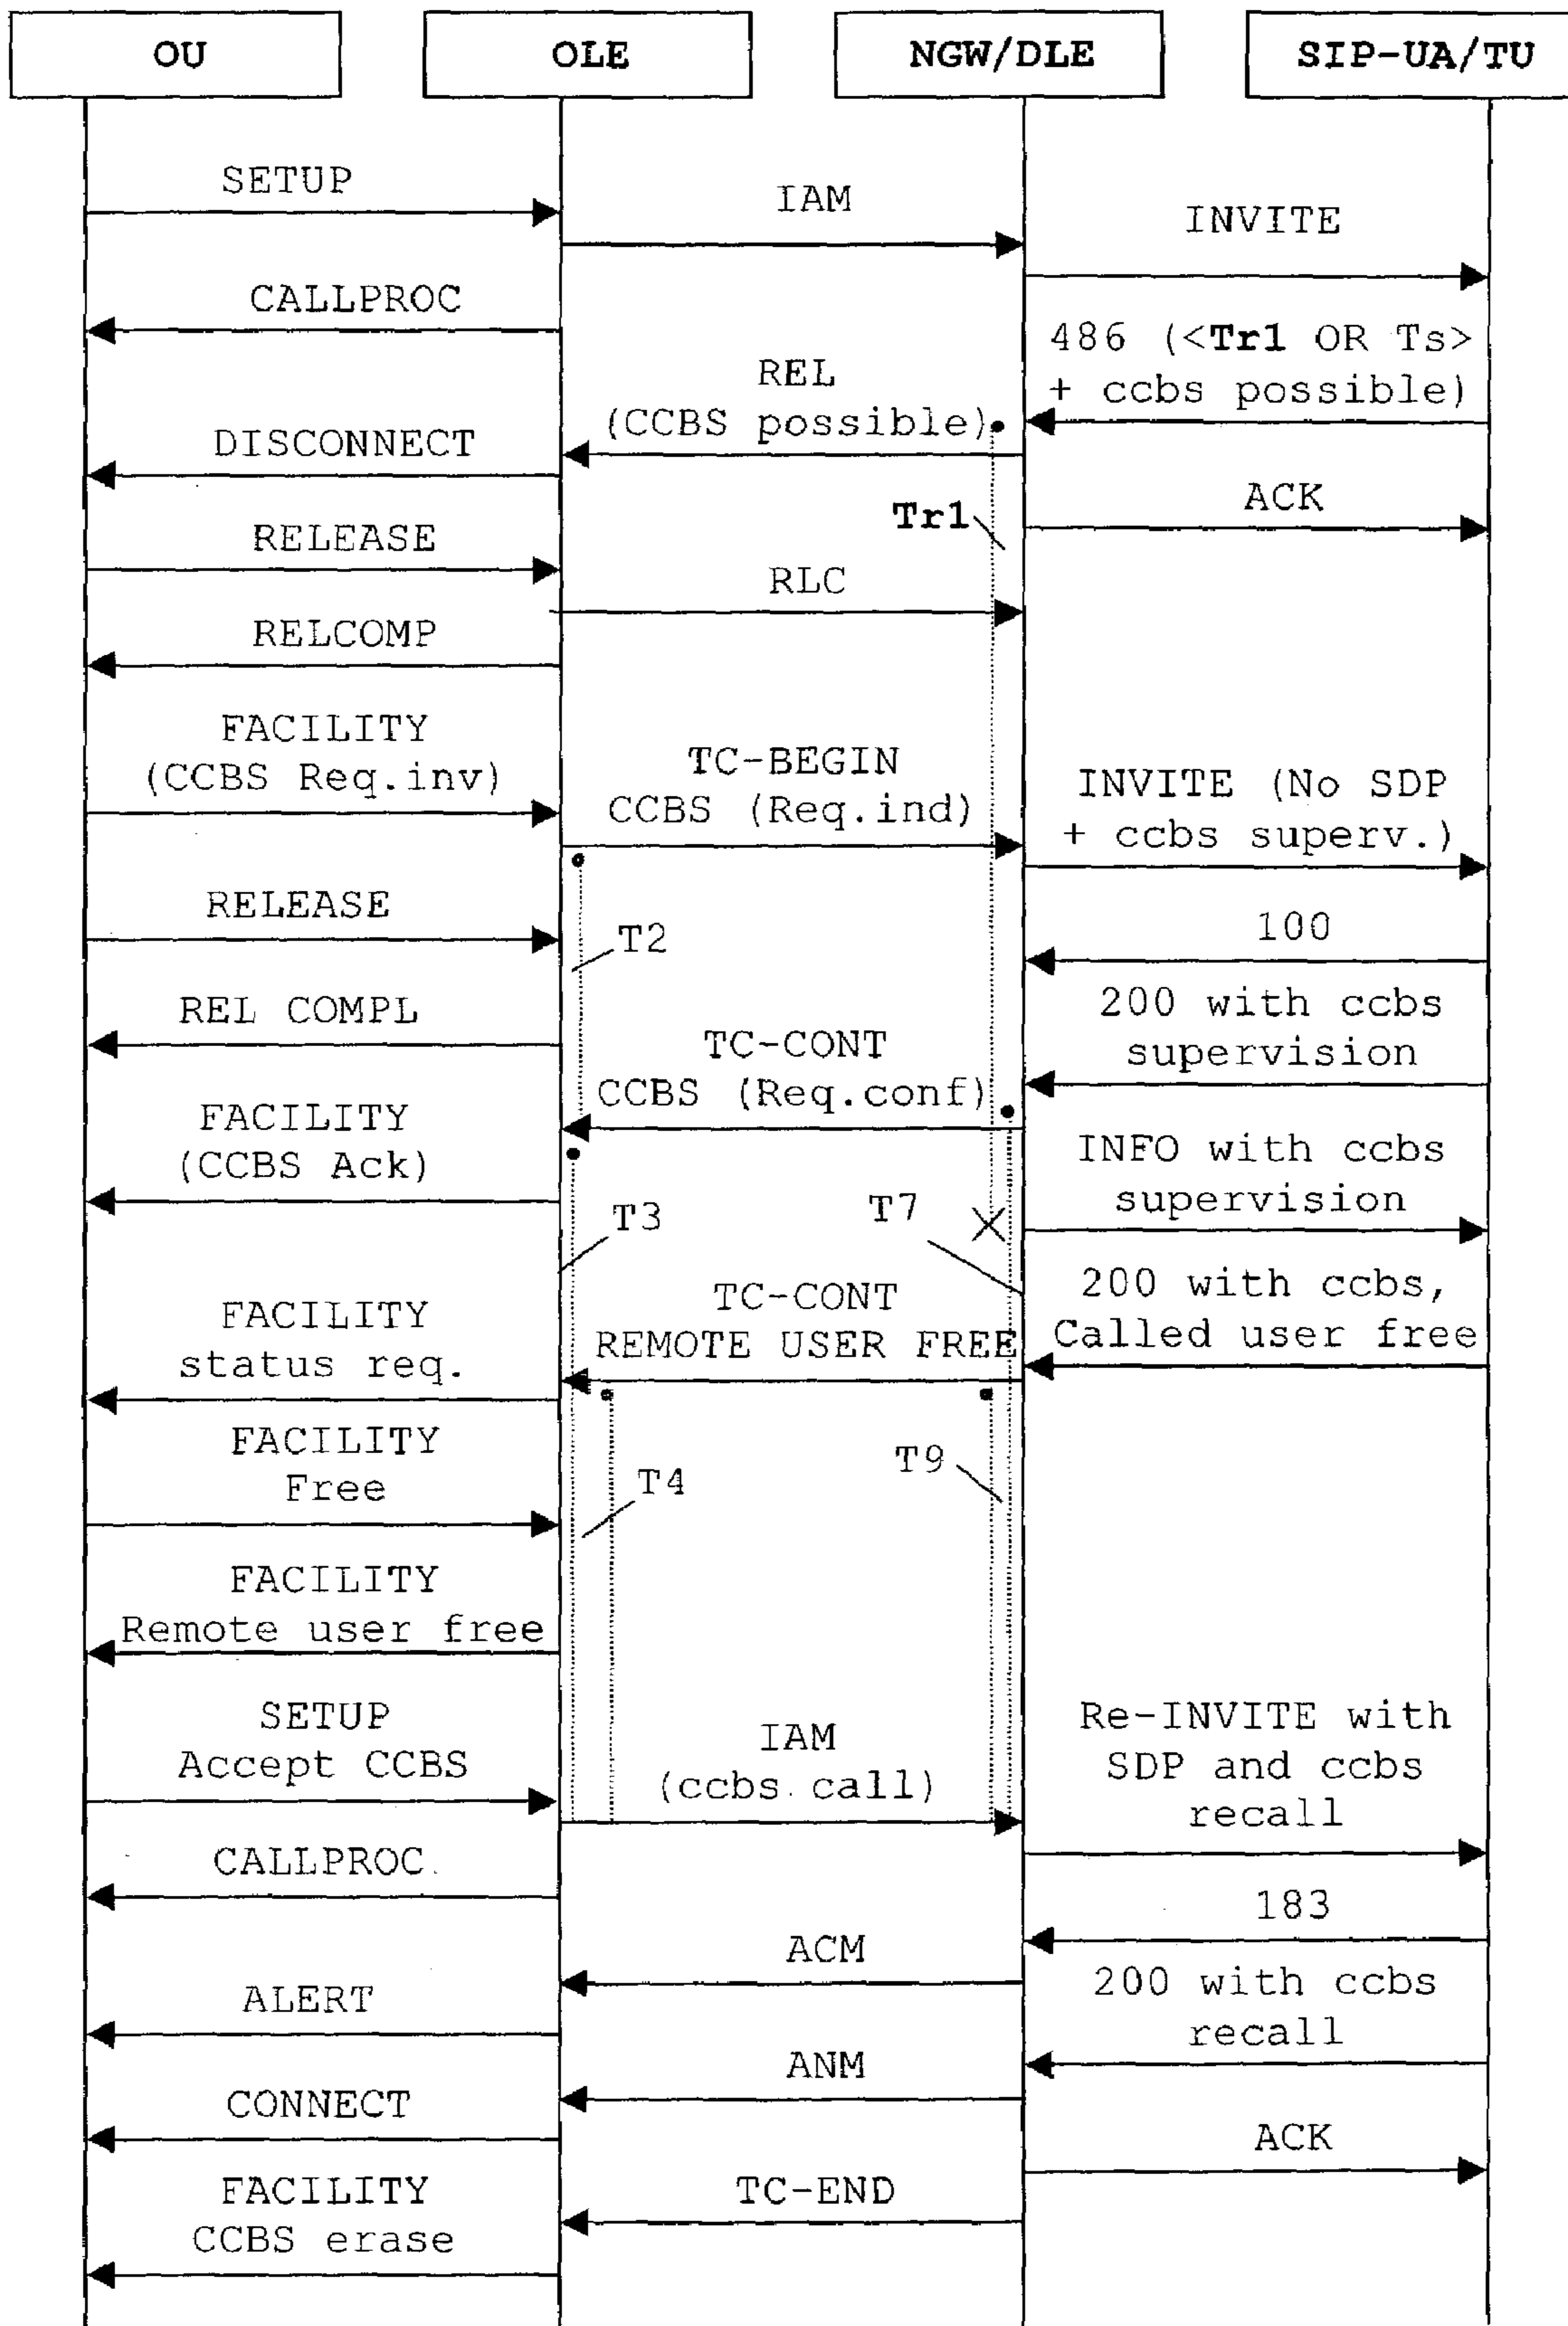 OU
OLE
NGW/DLE
SIP-UA/TU
SETUP
IAM
INVITE
CALLPROC
486 (<Tr1 OR Ts>
+ ccbs possible)
REL
(CCBS possible)
DISCONNECT
ACK
Tr1
RELEASE
RLC
RELCOMP
FACILITY
(CCBS Req.inv)
TC-BEGIN
CCBS (Req.ind)
INVITE (No SDP
+ ccbs superv.)
RELEASE
T2
100
REL COMPL
200 with ccbs
supervision
TC-CONT
CCBS (Req.conf)
FACILITY
(CCBS Ack)
INFO with ccbs
supervision
T3
T7
200 with ccbs,
Called user free
TC-CONT
REMOTE USER FREE
FACILITY
status req.
FACILITY
Free
T4
T9
FACILITY
Remote user free
SETUP
Accept CCBS
IAM
(ccbs call)
Re-INVITE with
SDP and ccbs
recall
CALLPROC
183
ACM
200 with ccbs
recall
ALERT
ANM
CONNECT
ACK
FACILITY
CCBS erase
TC-END